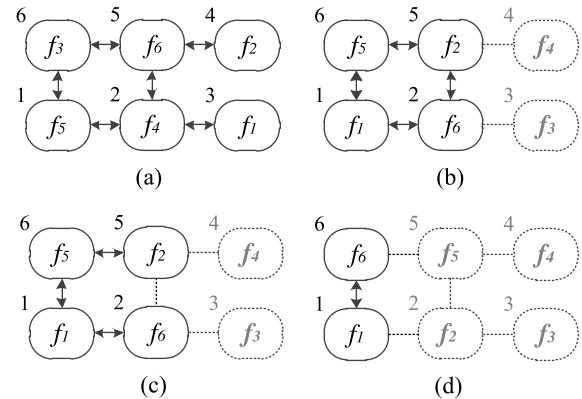 6 5 4 6 5 4
f3 f6 f2 f5 f2 f4
1 2 3 1 2 3
f5 f4 f1 f1 f6 f3
(a) (b)
6 5 4 6 5 4
f5 f2 f4 f6 f5 f4
1 2 3 1 2 3
f1 f6 f3 f1 f2 f3
(c) (d)